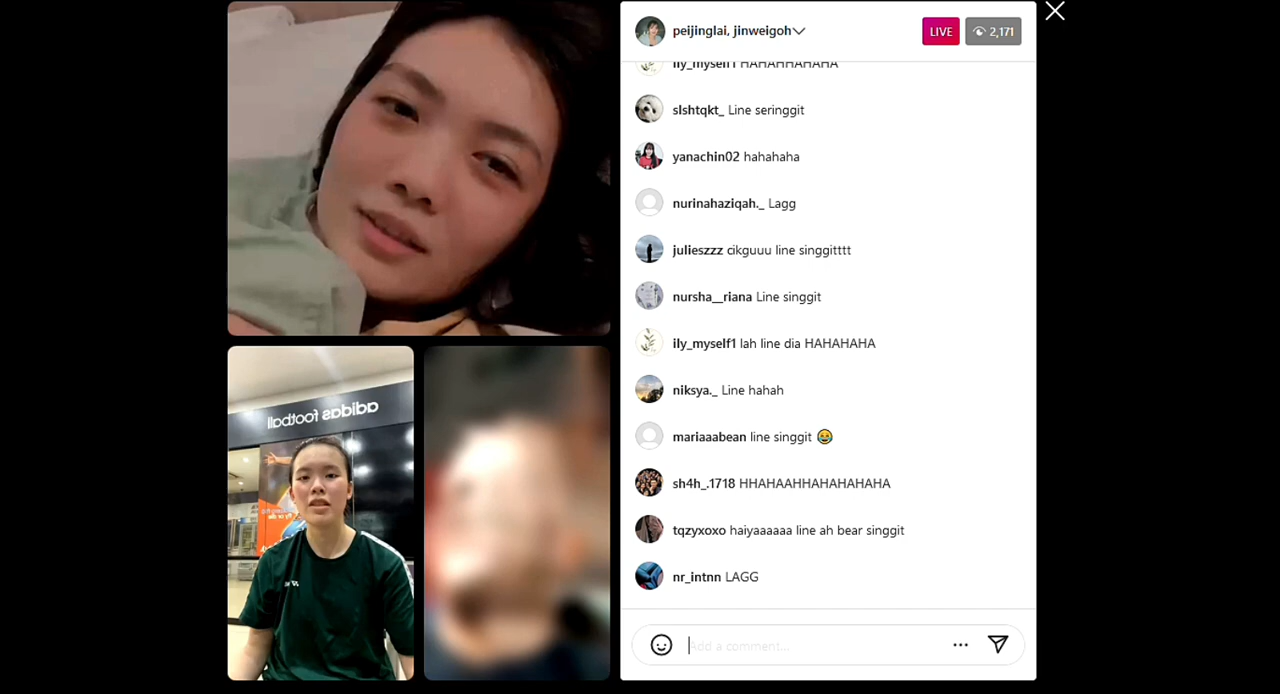 peijinglai, jinweigoh
LIVE
2,171
ily_myself1 HAHAHHAHAHA
slshtqkt_ Line seringgit
yanachin02 hahahaha
nurinahaziqah._ Lagg
julieszzz cikguuu line singgitttt
nursha__riana Line singgit
ily_myself1 lah line dia HAHAHAHA
niksya._ Line hahah
mariaaabean line singgit 😂
sh4h_.1718 HHAHAAHHAHAHAHAHA
tqzyxoxo haiyaaaaaa line ah bear singgit
nr_intnn LAGG
Add a comment...
adidas football